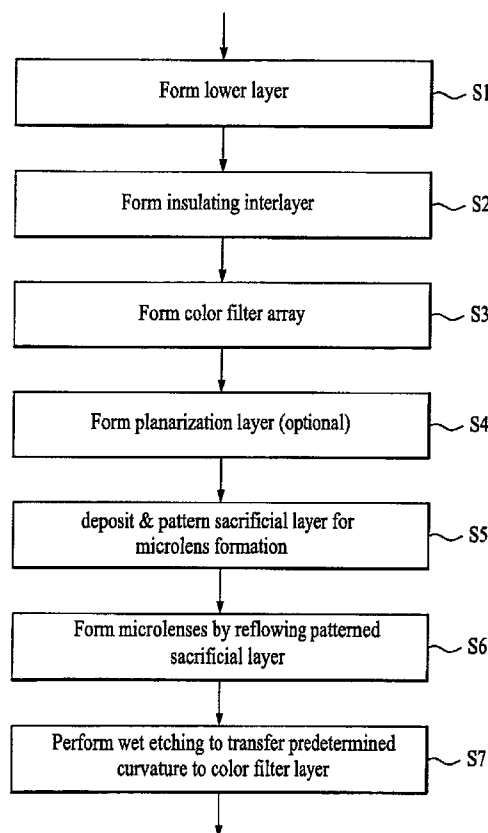 Form lower layer
S1
Form insulating interlayer
S2
Form color filter array
S3
Form planarization layer (optional)
S4
deposit & pattern sacrificial layer for
microlens formation
S5
Form microlenses by reflowing patterned
sacrificial layer
S6
Perform wet etching to transfer predetermined
curvature to color filter layer
S7